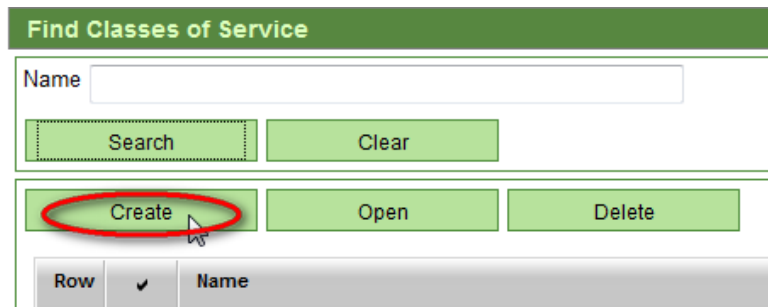 Find Classes of Service
Name
Search Clear
Create Open Delete
Row ✔ Name